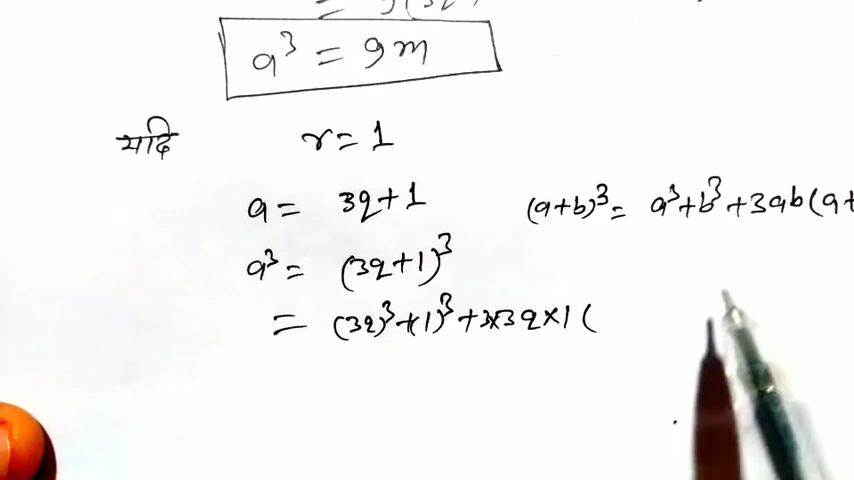 a³ = 9m
यदि r = 1
a = 3q+1 (a+b)³ = a³+b³+3ab(a+
a³ = (3q+1)³
= (3q)³+(1)³+3×3q×1(